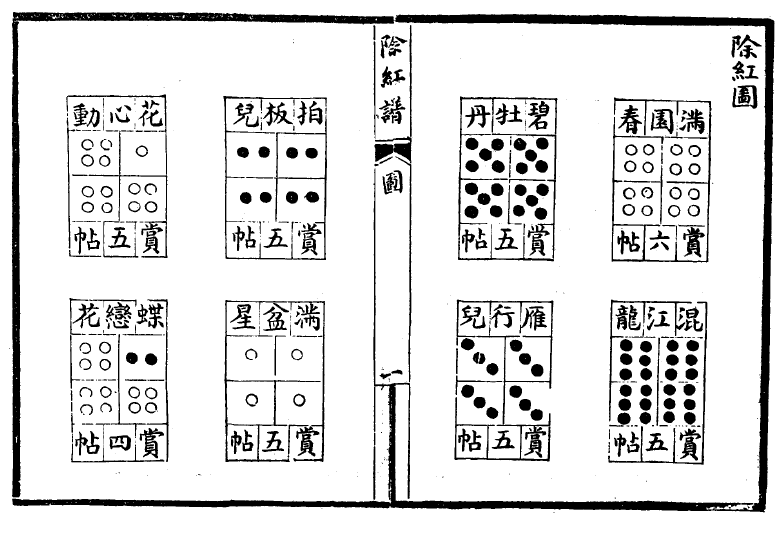 除紅圖
滿園春
賞六帖
混江龍
賞五帖
碧牡丹
賞五帖
雁行兒
賞五帖
除紅譜
圖
一
拍板兒
賞五帖
滿盆星
賞五帖
花心動
賞五帖
蝶戀花
賞四帖